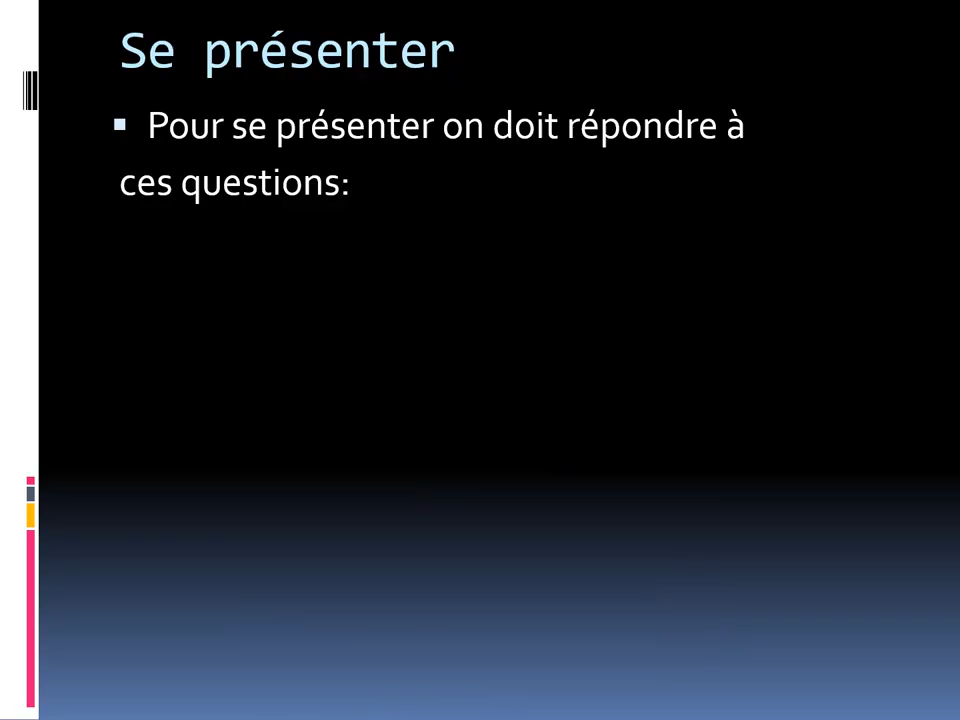 Se présenter
▪ Pour se présenter on doit répondre à
ces questions: